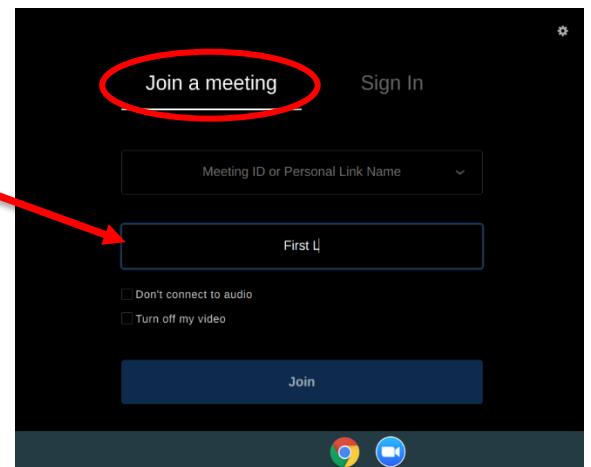 Join a meeting Sign In
Meeting ID or Personal Link Name
First L
Don't connect to audio
Turn off my video
Join